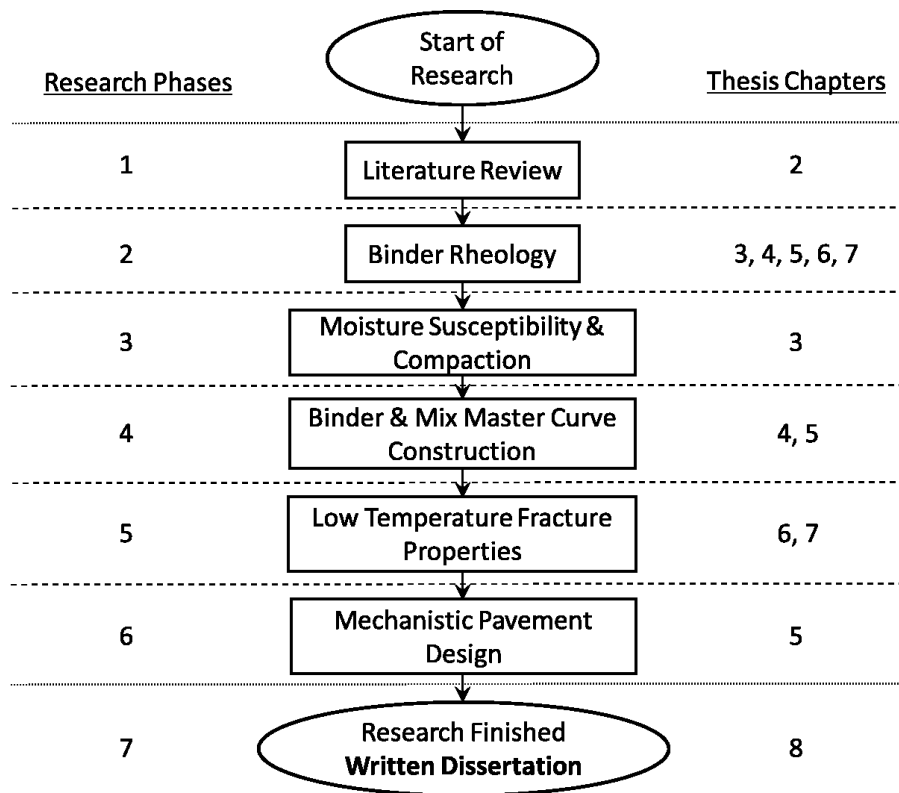 Start of
Research
Research Phases
Thesis Chapters
1
Literature Review
2
2
Binder Rheology
3, 4, 5, 6, 7
3
Moisture Susceptibility &
Compaction
3
4
Binder & Mix Master Curve
Construction
4, 5
5
Low Temperature Fracture
Properties
6, 7
6
Mechanistic Pavement
Design
5
7
Research Finished
Written Dissertation
8